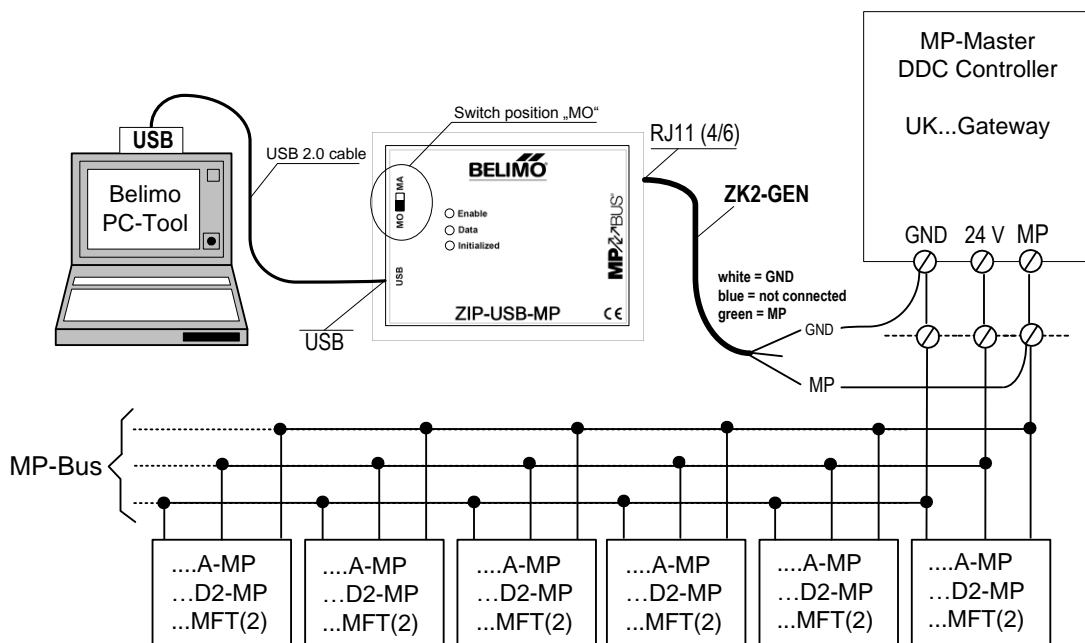 MP-Master
DDC Controller
UK...Gateway
Switch position „MO“
RJ11 (4/6)
USB
USB 2.0 cable
Belimo
PC-Tool
BELIMO®
MO MA
Enable
Data
Initialized
MP BUS®
ZK2-GEN
GND 24 V MP
USB
ZIP-USB-MP
CE
white = GND
blue = not connected
green = MP
GND
USB
MP
MP-Bus
....A-MP
...D2-MP
...MFT(2)
....A-MP
...D2-MP
...MFT(2)
....A-MP
...D2-MP
...MFT(2)
....A-MP
...D2-MP
...MFT(2)
....A-MP
...D2-MP
...MFT(2)
....A-MP
...D2-MP
...MFT(2)